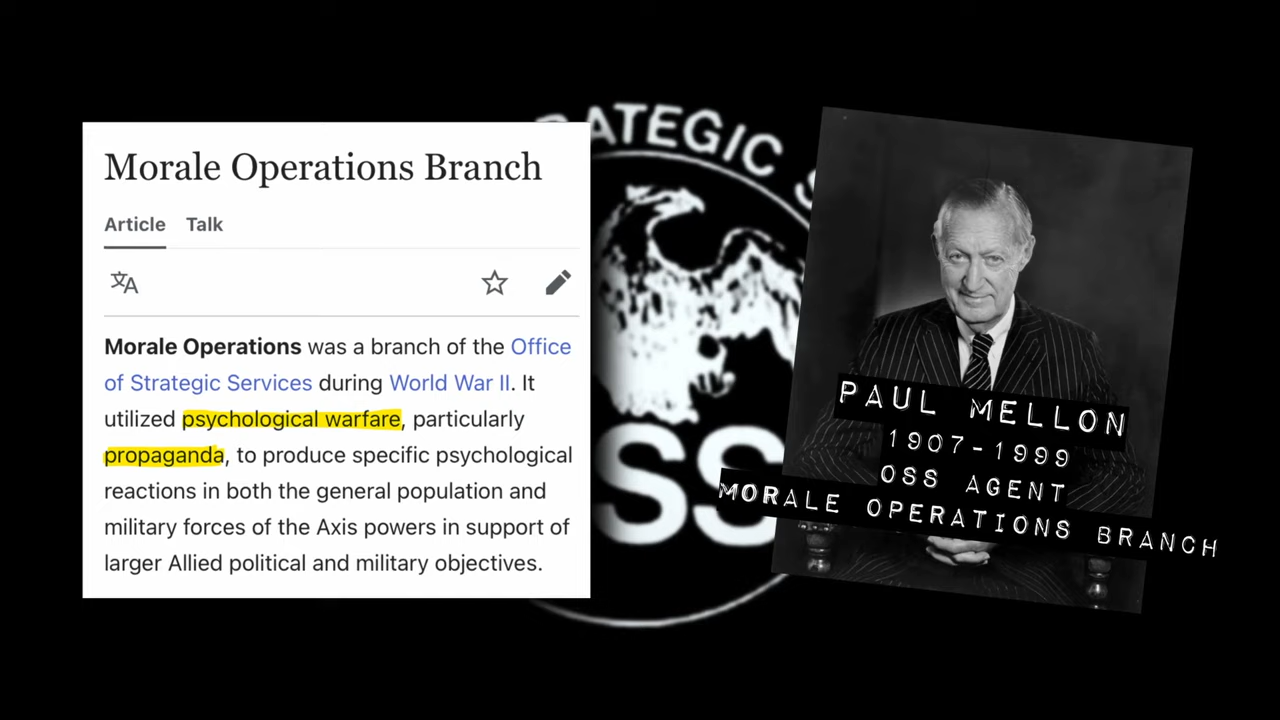 Morale Operations Branch
Article Talk
Morale Operations was a branch of the Office
of Strategic Services during World War II. It
utilized psychological warfare, particularly
propaganda, to produce specific psychological
reactions in both the general population and
military forces of the Axis powers in support of
larger Allied political and military objectives.
RATEGIC S
SS
PAUL MELLON
1907-1999
OSS AGENT
MORALE OPERATIONS BRANCH